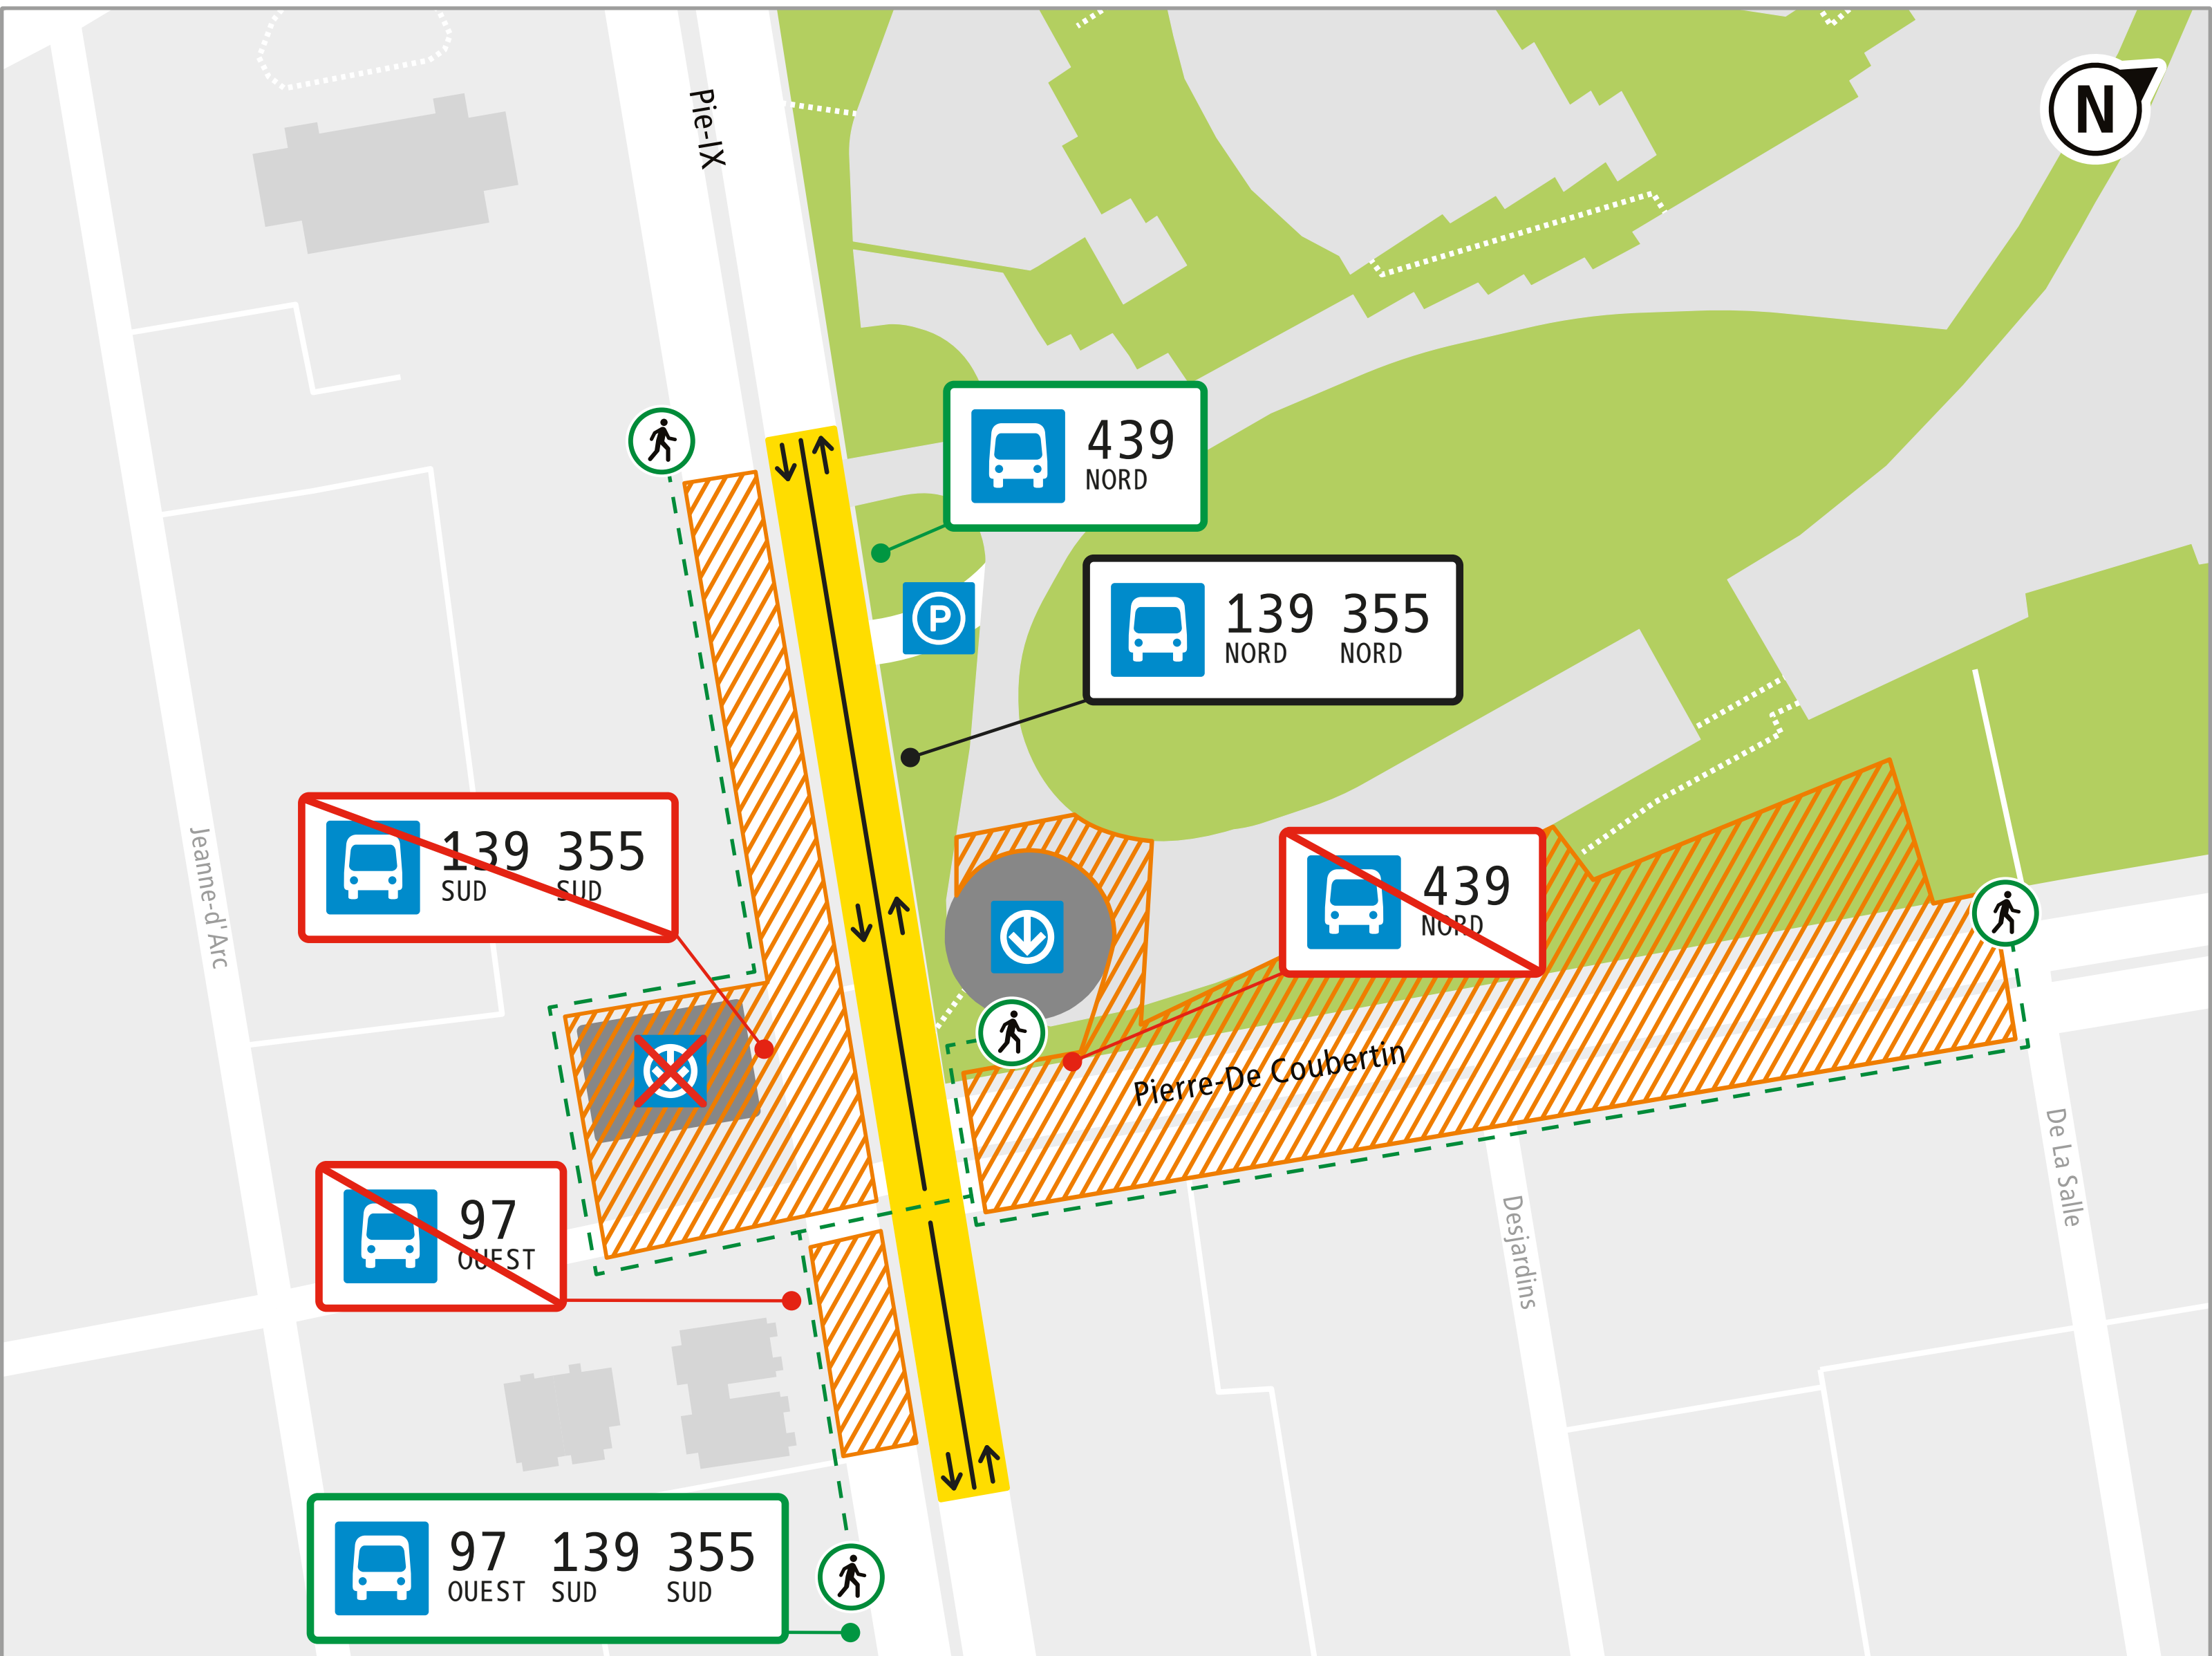 N
Pie-IX
439
NORD
P
139 355
NORD NORD
139 355
SUD SUD
439
NORD
Jeanne-d'Arc
Pierre-De Coubertin
De La Salle
Desjardins
97
OUEST
97 139 355
OUEST SUD SUD